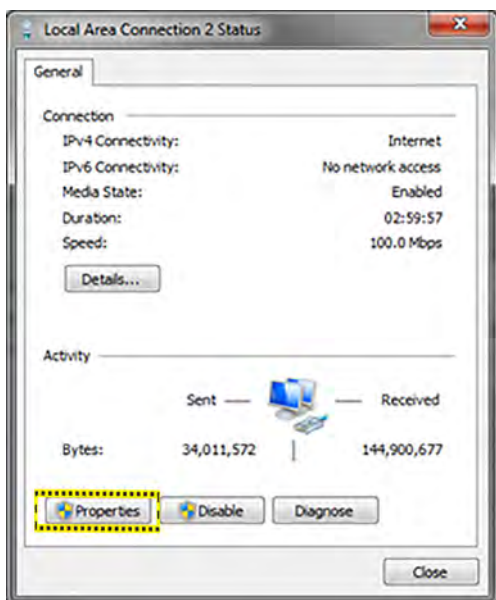 Local Area Connection 2 Status
General
Connection
IPv4 Connectivity: Internet
IPv6 Connectivity: No network access
Media State: Enabled
Duration: 02:59:57
Speed: 100.0 Mbps
Details...
Activity
Sent Received
Bytes: 34,011,572 144,900,677
Properties Disable Diagnose
Close